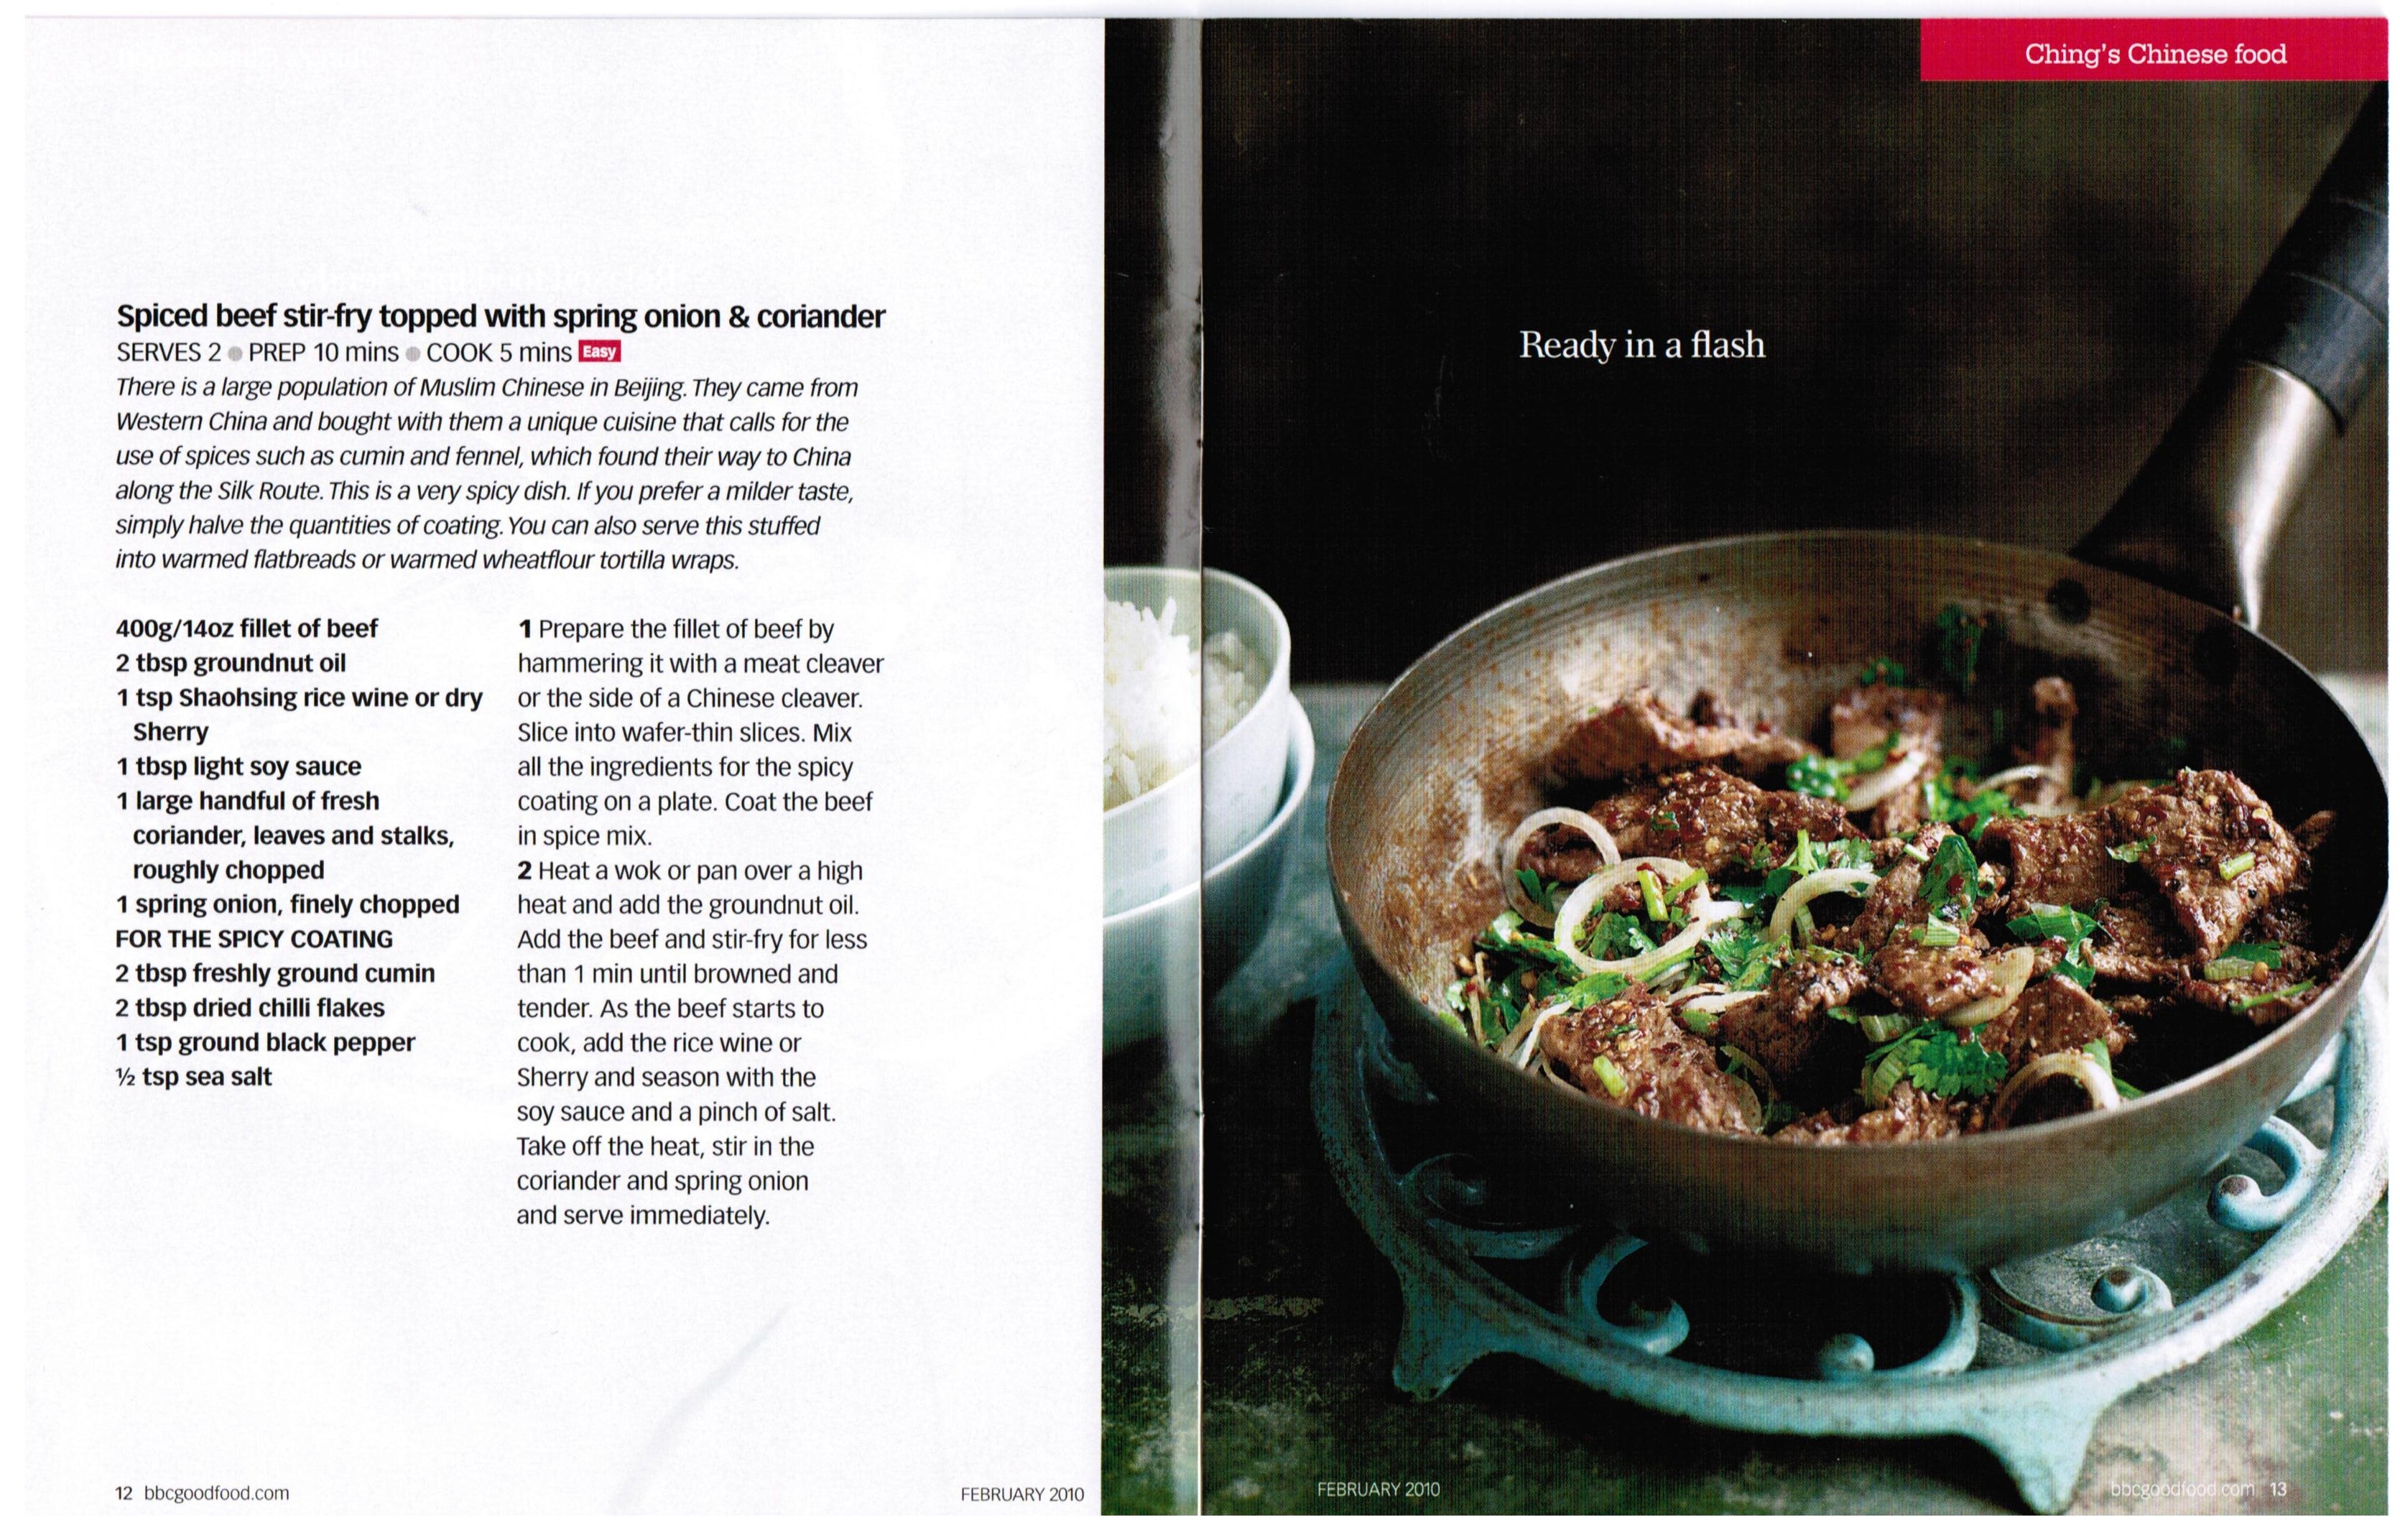 Spiced beef stir-fry topped with spring onion & coriander
SERVES 2 ● PREP 10 mins ● COOK 5 mins Easy
There is a large population of Muslim Chinese in Beijing. They came from
Western China and bought with them a unique cuisine that calls for the
use of spices such as cumin and fennel, which found their way to China
along the Silk Route. This is a very spicy dish. If you prefer a milder taste,
simply halve the quantities of coating. You can also serve this stuffed
into warmed flatbreads or warmed wheatflour tortilla wraps.
400g/14oz fillet of beef
2 tbsp groundnut oil
1 tsp Shaohsing rice wine or dry
Sherry
1 tbsp light soy sauce
1 large handful of fresh
coriander, leaves and stalks,
roughly chopped
1 spring onion, finely chopped
FOR THE SPICY COATING
2 tbsp freshly ground cumin
2 tbsp dried chilli flakes
1 tsp ground black pepper
½ tsp sea salt
1 Prepare the fillet of beef by
hammering it with a meat cleaver
or the side of a Chinese cleaver.
Slice into wafer-thin slices. Mix
all the ingredients for the spicy
coating on a plate. Coat the beef
in spice mix.
2 Heat a wok or pan over a high
heat and add the groundnut oil.
Add the beef and stir-fry for less
than 1 min until browned and
tender. As the beef starts to
cook, add the rice wine or
Sherry and season with the
soy sauce and a pinch of salt.
Take off the heat, stir in the
coriander and spring onion
and serve immediately.
12 bbcgoodfood.com
FEBRUARY 2010
Ching's Chinese food
Ready in a flash
FEBRUARY 2010
bbcgoodfood.com 13